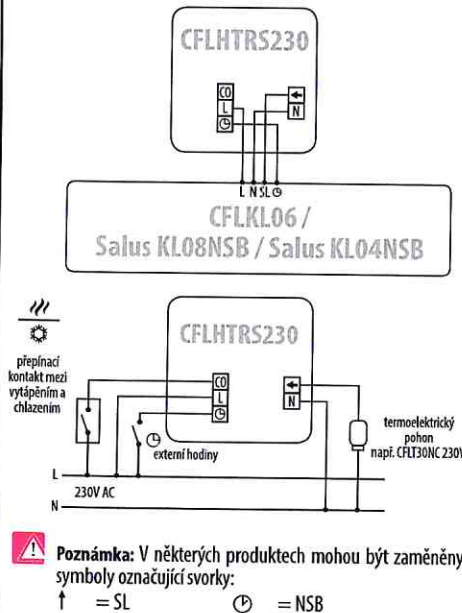 CFLHTRS230
CO
L
N
L N SL
CFLKL06 /
Salus KL08NSB / Salus KL04NSB
CFLHTRS230
přepínací
kontakt mezi
vytápěním a
chlazením
CO
L
N
externí hodiny
termoelektrický
pohon
např. CFLT30NC 230V
L
230V AC
N
Poznámka: V některých produktech mohou být zaměněny
symboly označující svorky:
↑ = SL = NSB